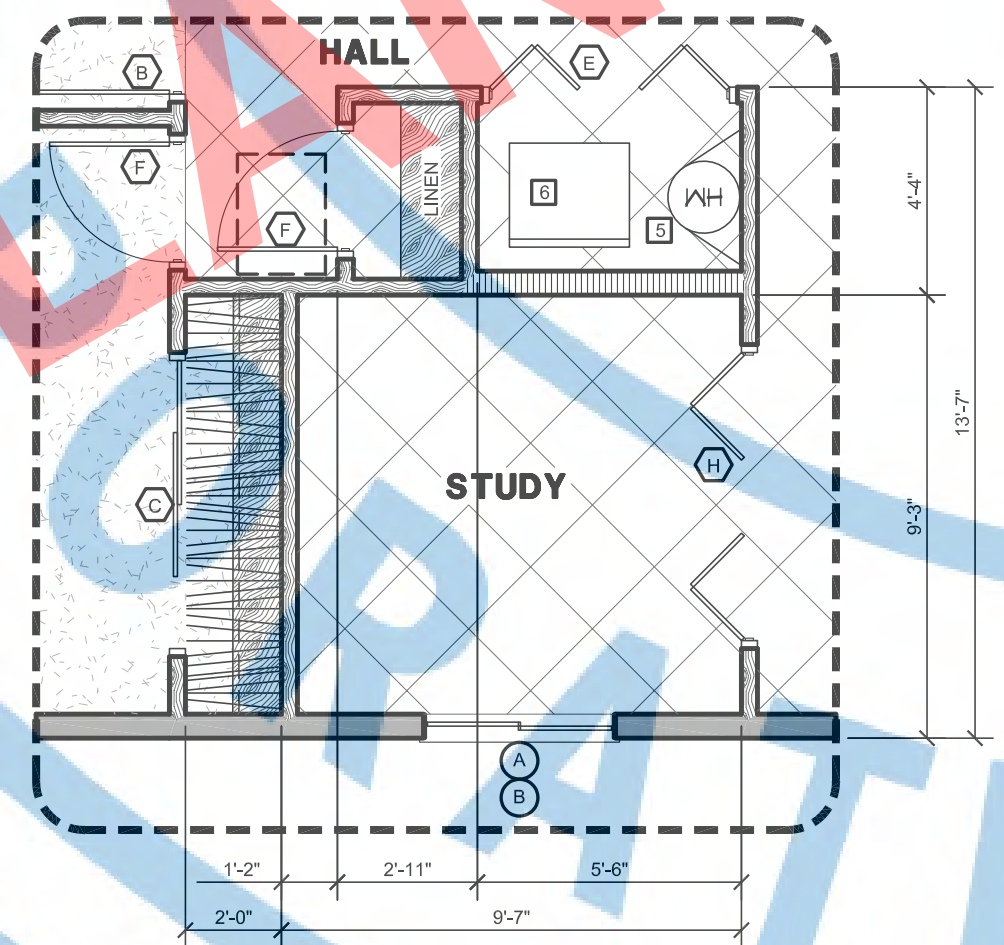 HALL
B
E
F
LINEN
6
HW
5
F
4'-4"
13'-7"
H
STUDY
C
9'-3"
A
B
1'-2"
2'-11"
5'-6"
2'-0"
9'-7"